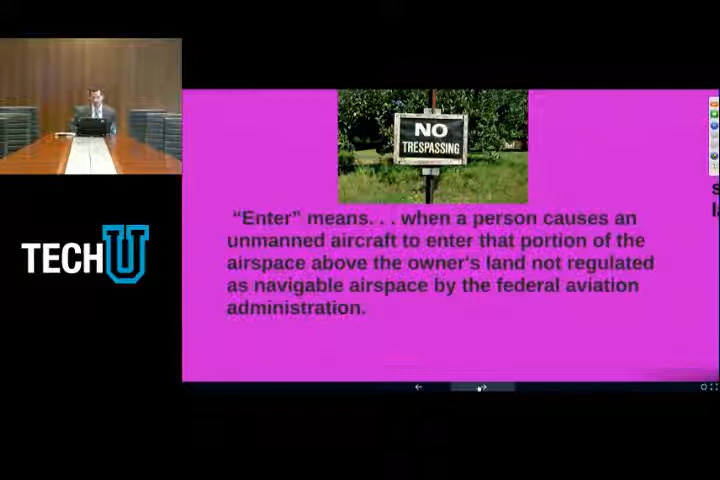 NO
TRESPASSING
“Enter” means. . . when a person causes an
unmanned aircraft to enter that portion of the
airspace above the owner's land not regulated
as navigable airspace by the federal aviation
administration.
TECHU